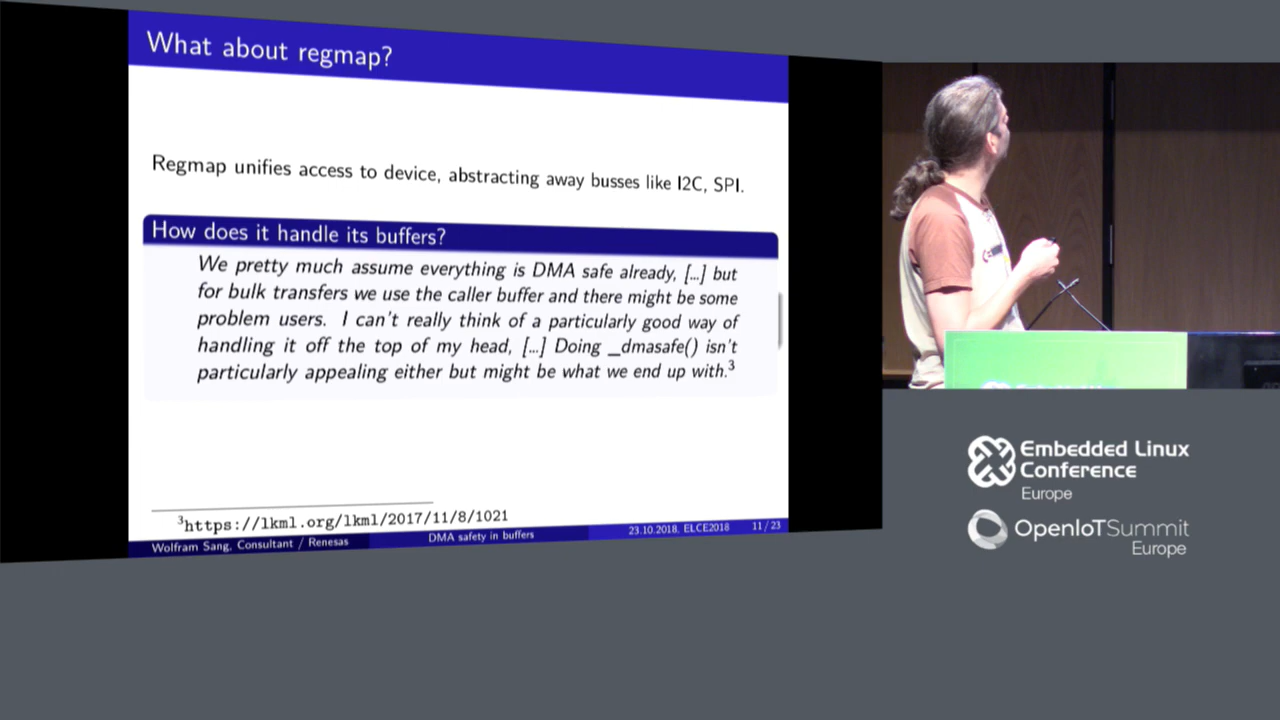 What about regmap?
Regmap unifies access to device, abstracting away busses like I2C, SPI.
How does it handle its buffers?
We pretty much assume everything is DMA safe already, [...] but
for bulk transfers we use the caller buffer and there might be some
problem users. I can't really think of a particularly good way of
handling it off the top of my head, [...] Doing _dmasafe() isn't
particularly appealing either but might be what we end up with.3
3https://lkml.org/lkml/2017/11/8/1021
Wolfram Sang, Consultant / Renesas
DMA safety in buffers
23.10.2018, ELCE2018
11 / 23
Embedded Linux
Conference
Europe
OpenIoTSummit
Europe